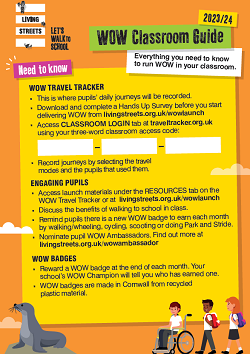 LIVING
STREETS
LET'S
WALK TO
SCHOOL
2023/24
WOW Classroom Guide
Everything you need to know
to run WOW in your classroom.
Need to know
WOW TRAVEL TRACKER
• This is where pupils' daily journeys will be recorded.
• Download and complete a Hands Up Survey before you start
delivering WOW from livingstreets.org.uk/wowlaunch
• Access CLASSROOM LOGIN tab at traveltracker.org.uk
using your three-word classroom access code:
– –
• Record journeys by selecting the travel
modes and the pupils that used them.
ENGAGING PUPILS
• Access launch materials under the RESOURCES tab on the
WOW Travel Tracker or at livingstreets.org.uk/wowlaunch
• Discuss the benefits of walking to school in class.
• Remind pupils there is a new WOW badge to earn each month
by walking/wheeling, cycling, scooting or doing Park and Stride.
• Nominate pupil WOW Ambassadors. Find out more at
livingstreets.org.uk/wowambassador
WOW BADGES
• Reward a WOW badge at the end of each month. Your
school's WOW Champion will tell you who has earned one.
• WOW badges are made in Cornwall from recycled
plastic material.